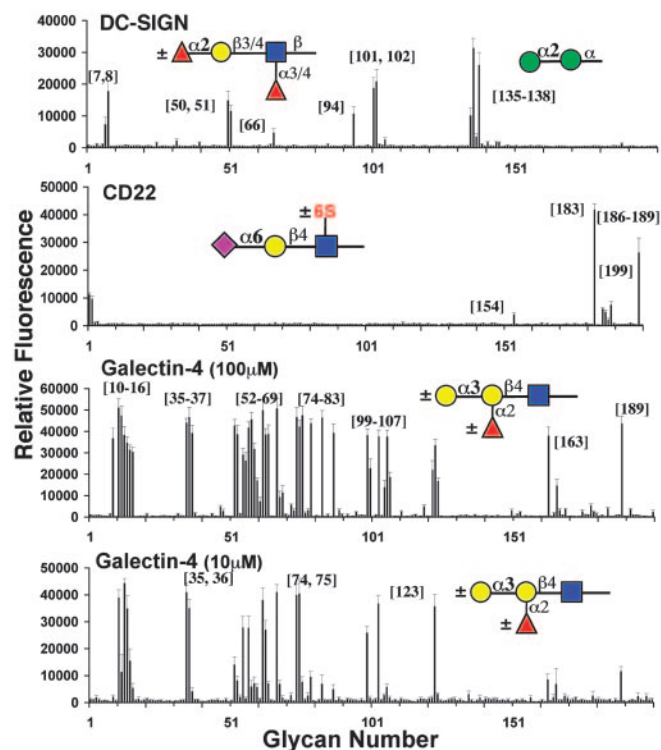 DC-SIGN
50000
40000
30000
20000
10000
0
[7,8]
[50, 51]
[66]
[94]
[101, 102]
[135-138]
± α2 β3/4 β
α3/4
α2 α
1 51 101 151
CD22
50000
40000
30000
20000
10000
0
± 6S
α6 β4
[154]
[183]
[186-189]
[199]
1 51 101 151
Relative Fluorescence
Galectin-4 (100μM)
60000
50000
40000
30000
20000
10000
0
[10-16]
[35-37]
[52-69]
[74-83]
[99-107]
[163]
[189]
± α3 β4
± α2
1 51 101 151
Galectin-4 (10μM)
50000
40000
30000
20000
10000
0
[35, 36]
[74, 75]
[123]
± α3 β4
± α2
1 51 101 151
Glycan Number